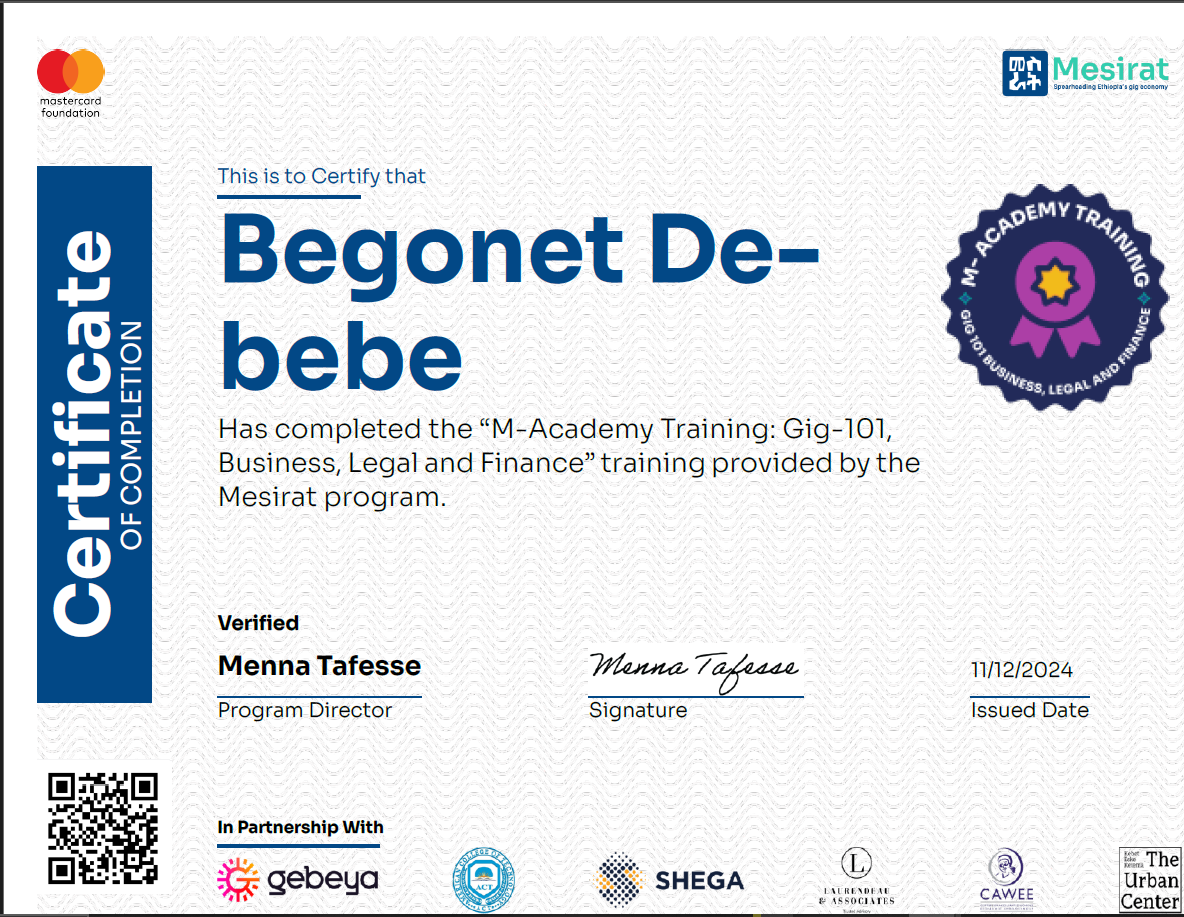 mastercard
foundation
መሲራት
Mesirat
Spearheading Ethiopia's gig economy
Certificate
OF COMPLETION
This is to Certify that
Begonet De-
bebe
M- ACADEMY TRAINING
GIG 101 BUSINESS, LEGAL AND FINANCE
Has completed the “M-Academy Training: Gig-101,
Business, Legal and Finance” training provided by the
Mesirat program.
Verified
Menna Tafesse
Program Director
Menna Tafesse
Signature
11/12/2024
Issued Date
In Partnership With
gebeya
ACT
SHEGA
L
LAURENDEAU
& ASSOCIATES
CAWEE
The
Urban
Center